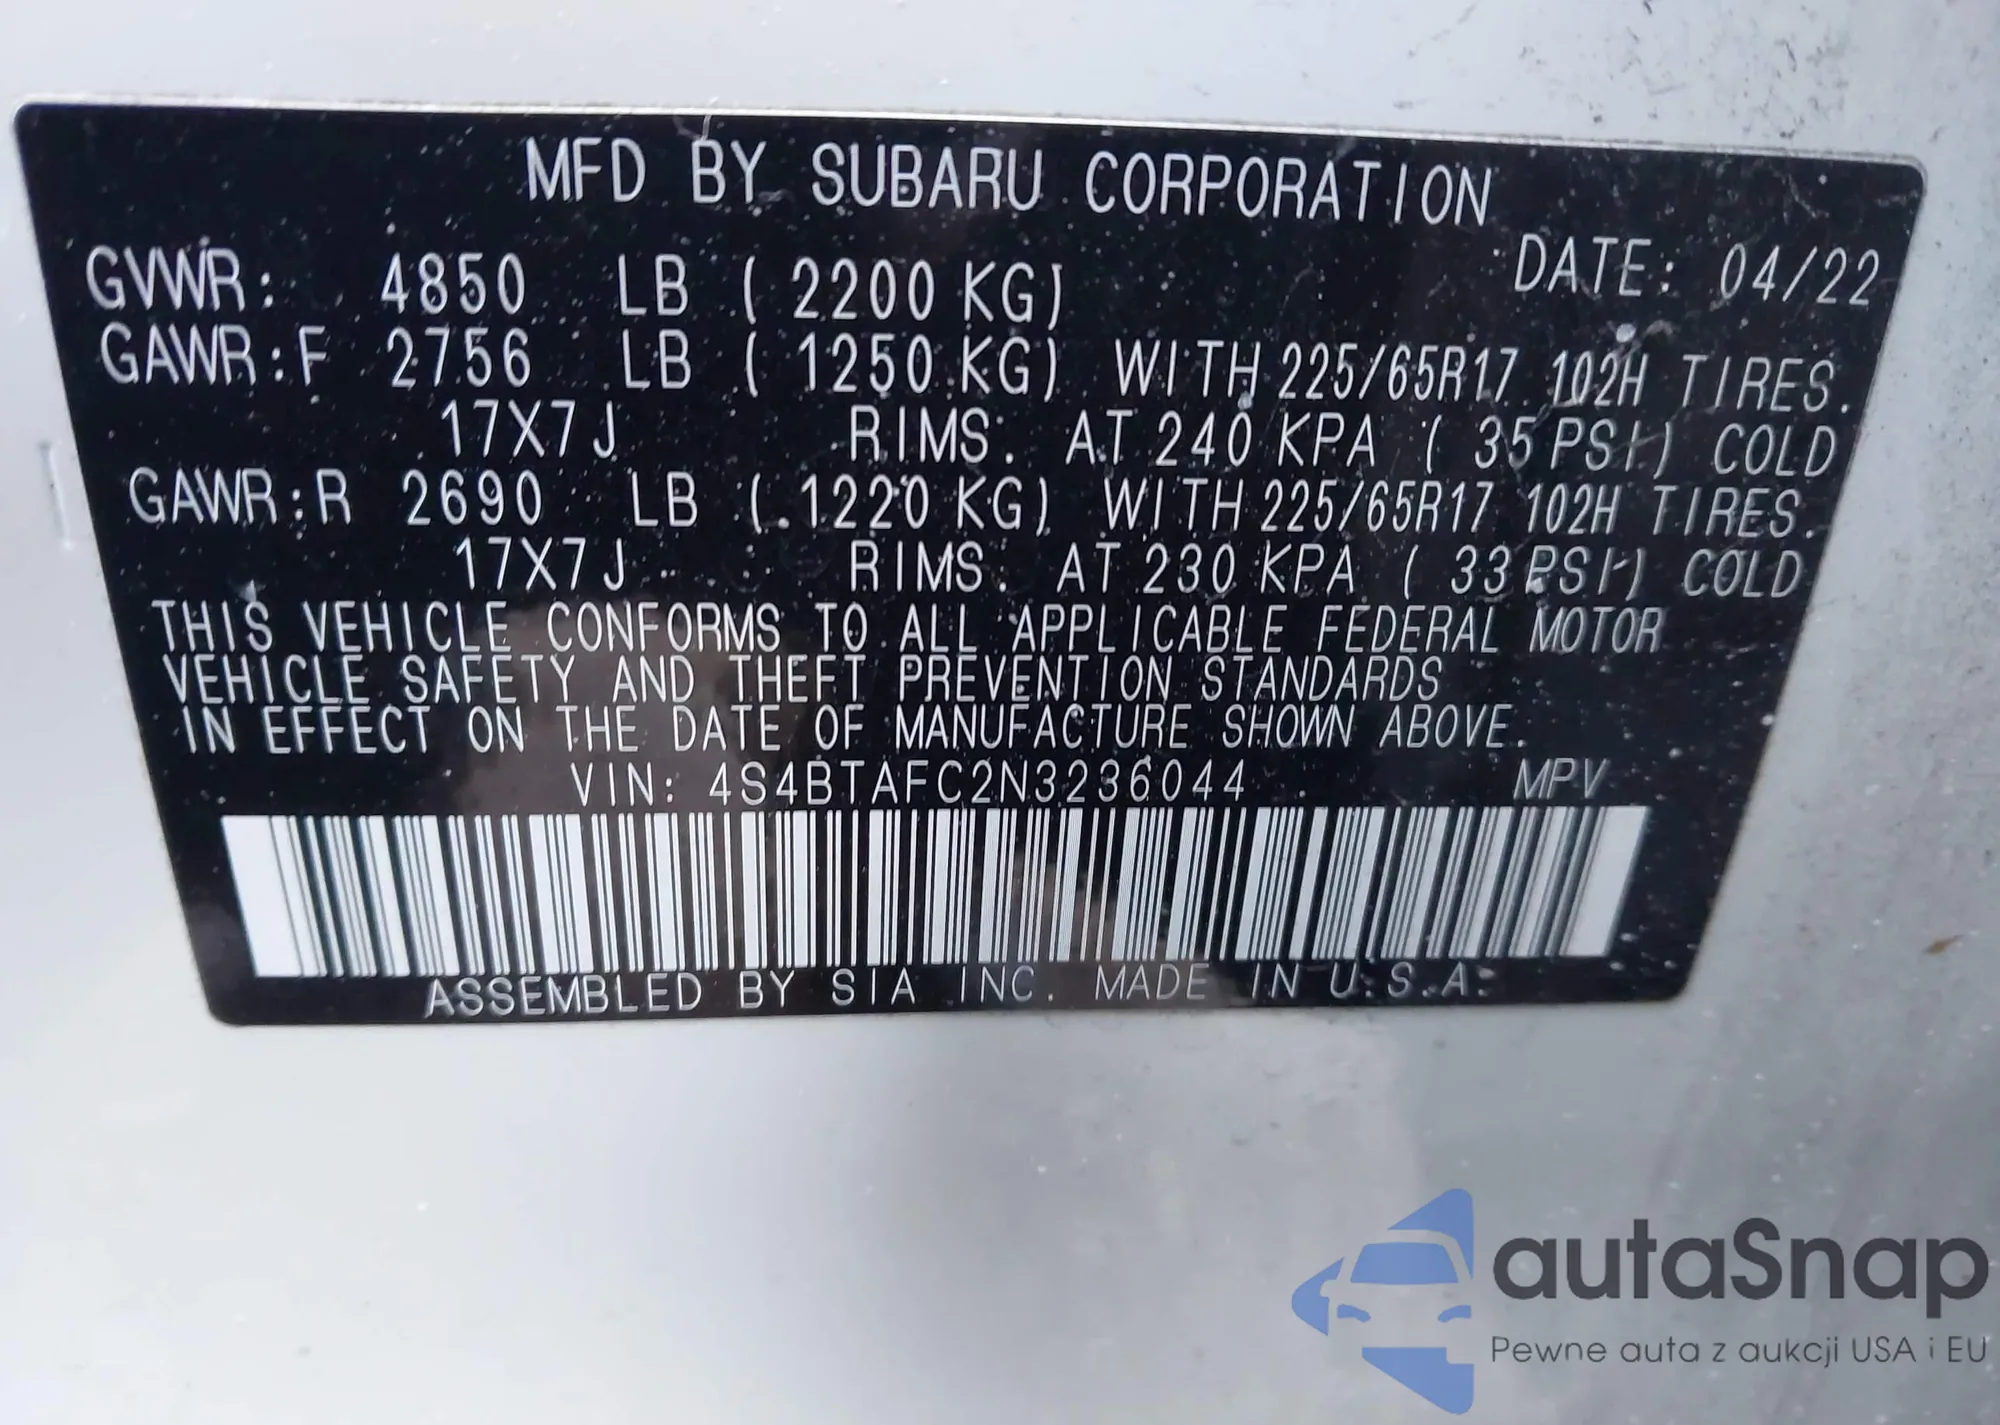 MFD BY SUBARU CORPORATION
DATE: 04/22
GVWR: 4850 LB ( 2200 KG)
GAWR:F 2756 LB ( 1250 KG) WITH 225/65R17 102H TIRES.
17X7J RIMS. AT 240 KPA ( 35 PSI) COLD
GAWR:R 2690 LB ( 1220 KG) WITH 225/65R17 102H TIRES.
17X7J RIMS. AT 230 KPA ( 33 PSI) COLD
THIS VEHICLE CONFORMS TO ALL APPLICABLE FEDERAL MOTOR
VEHICLE SAFETY AND THEFT PREVENTION STANDARDS
IN EFFECT ON THE DATE OF MANUFACTURE SHOWN ABOVE.
VIN: 4S4BTAFC2N3236044 MPV
ASSEMBLED BY SIA INC. MADE IN U.S.A.
autaSnap
Pewne auta z aukcji USA i EU